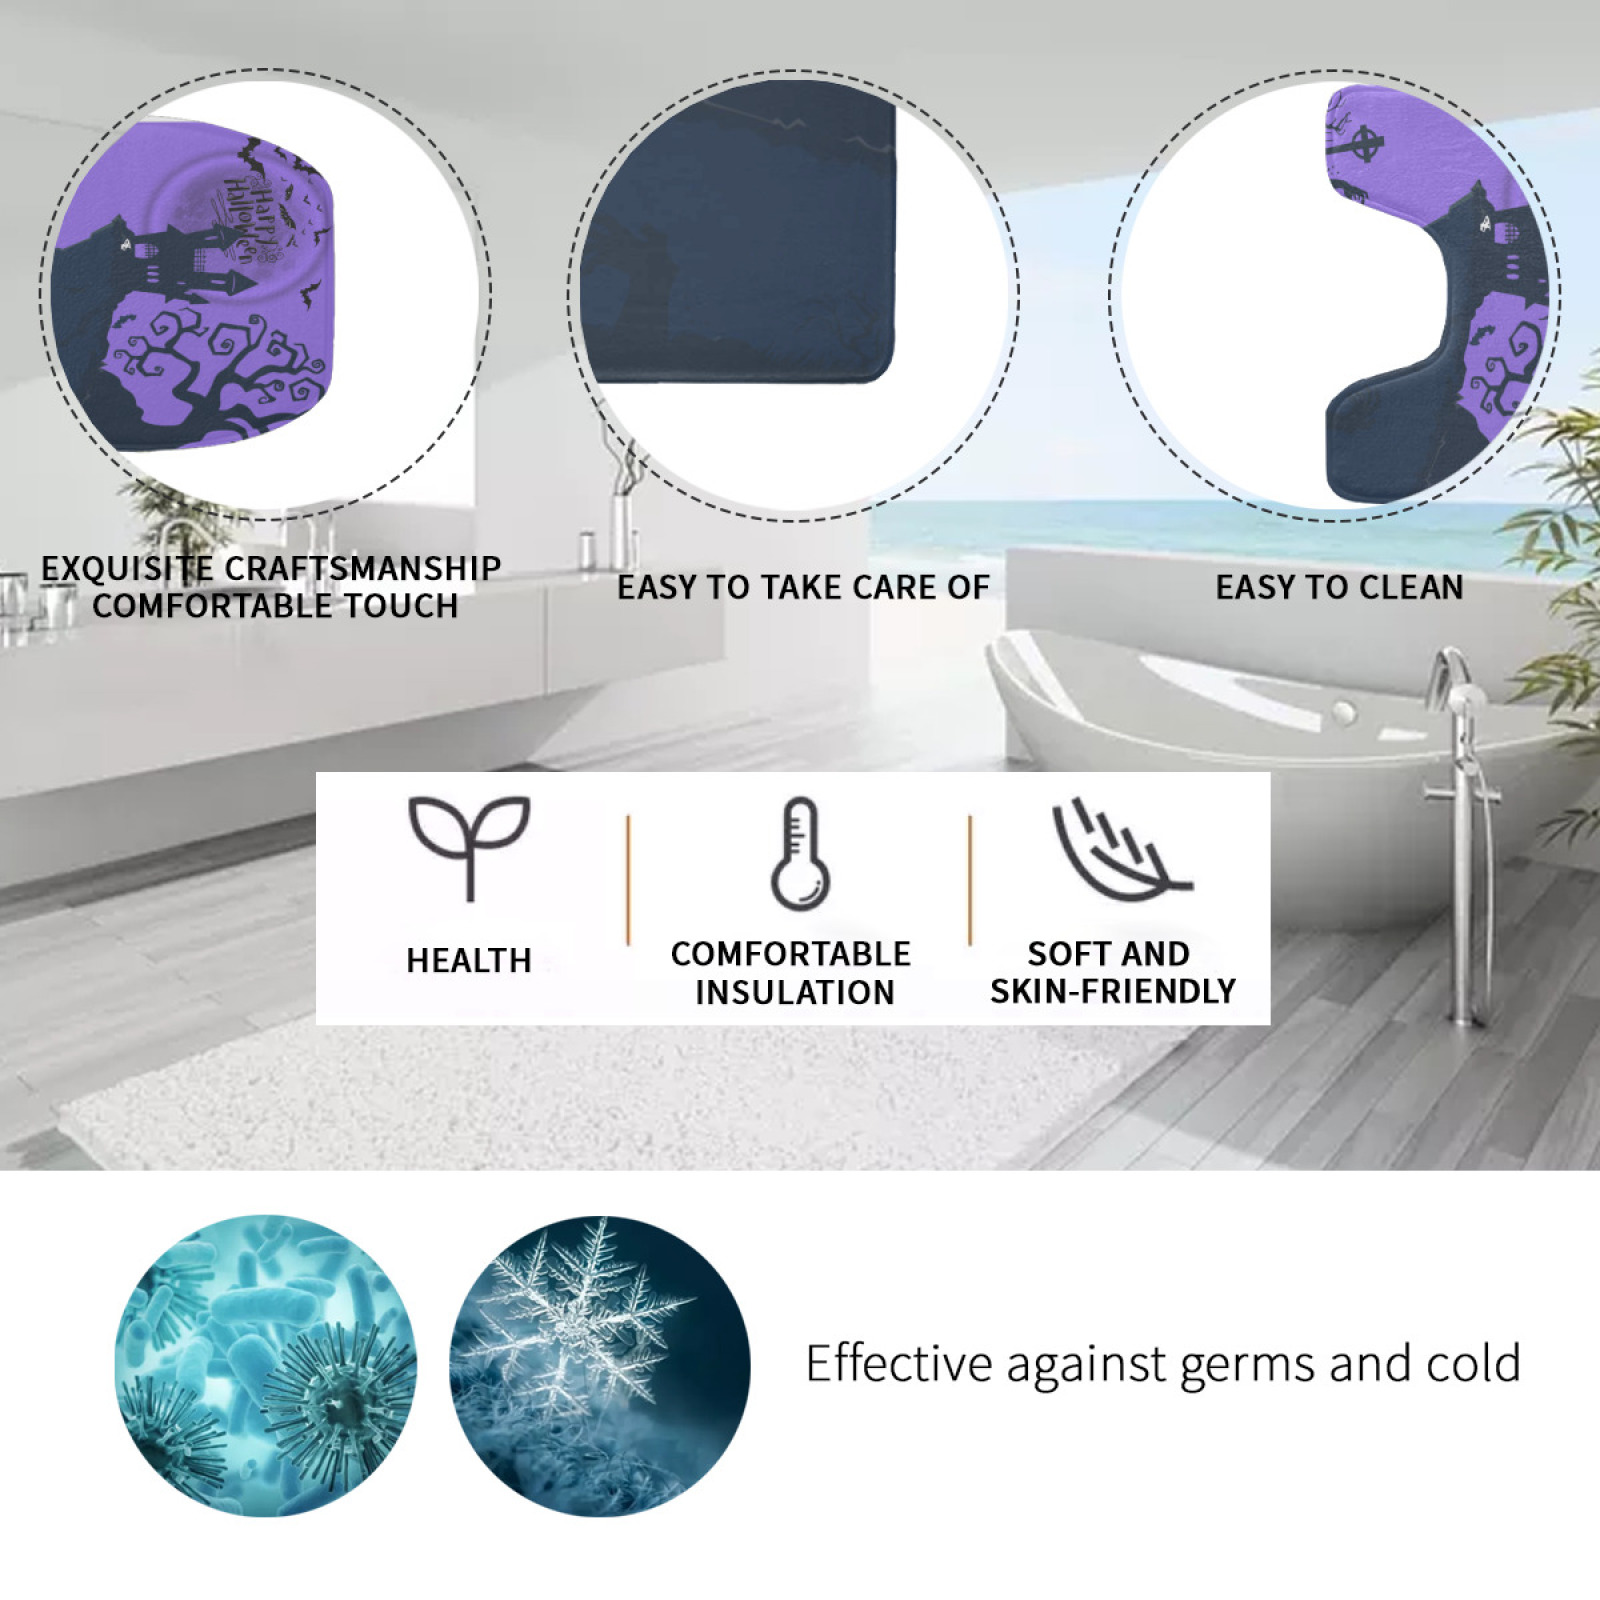 Happy
Halloween
EXQUISITE CRAFTSMANSHIP
COMFORTABLE TOUCH
EASY TO TAKE CARE OF
EASY TO CLEAN
HEALTH
COMFORTABLE
INSULATION
SOFT AND
SKIN-FRIENDLY
Effective against germs and cold